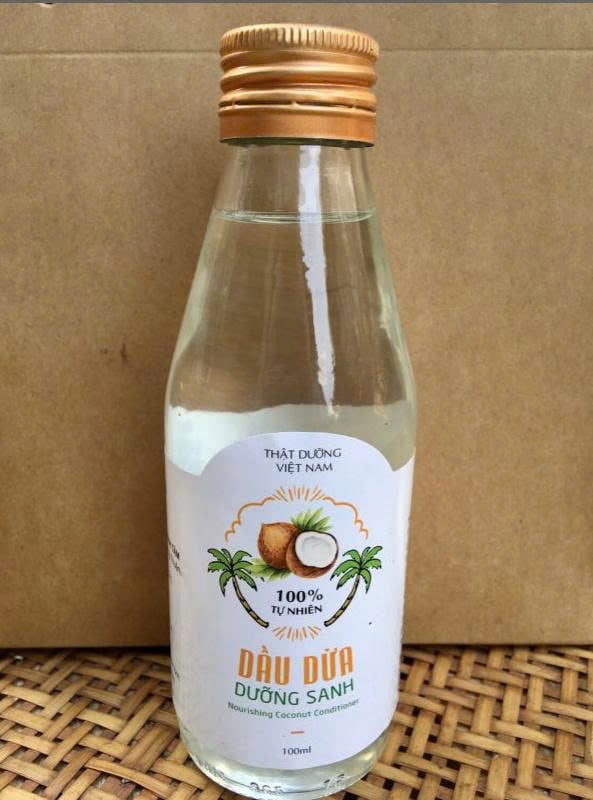 THẬT DƯỠNG
VIỆT NAM
100%
TỰ NHIÊN
DẦU DỪA
DƯỠNG SANH
Nourishing Coconut Conditioner
100ml